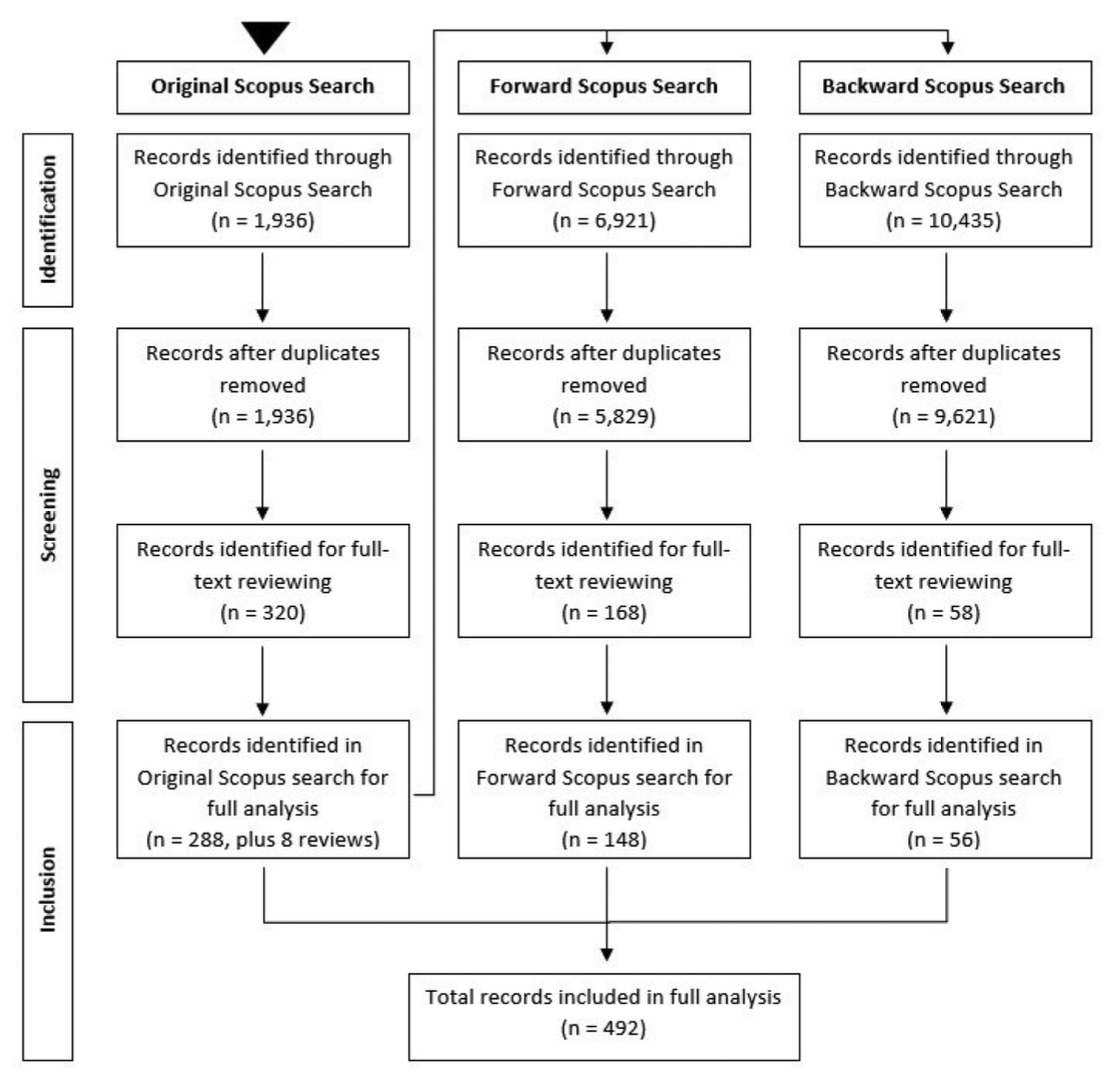 Original Scopus Search
Forward Scopus Search
Backward Scopus Search
Identification
Records identified through
Original Scopus Search
(n = 1,936)
Records identified through
Forward Scopus Search
(n = 6,921)
Records identified through
Backward Scopus Search
(n = 10,435)
Screening
Records after duplicates
removed
(n = 1,936)
Records after duplicates
removed
(n = 5,829)
Records after duplicates
removed
(n = 9,621)
Records identified for full-
text reviewing
(n = 320)
Records identified for full-
text reviewing
(n = 168)
Records identified for full-
text reviewing
(n = 58)
Inclusion
Records identified in
Original Scopus search for
full analysis
(n = 288, plus 8 reviews)
Records identified in
Forward Scopus search for
full analysis
(n = 148)
Records identified in
Backward Scopus search
for full analysis
(n = 56)
Total records included in full analysis
(n = 492)